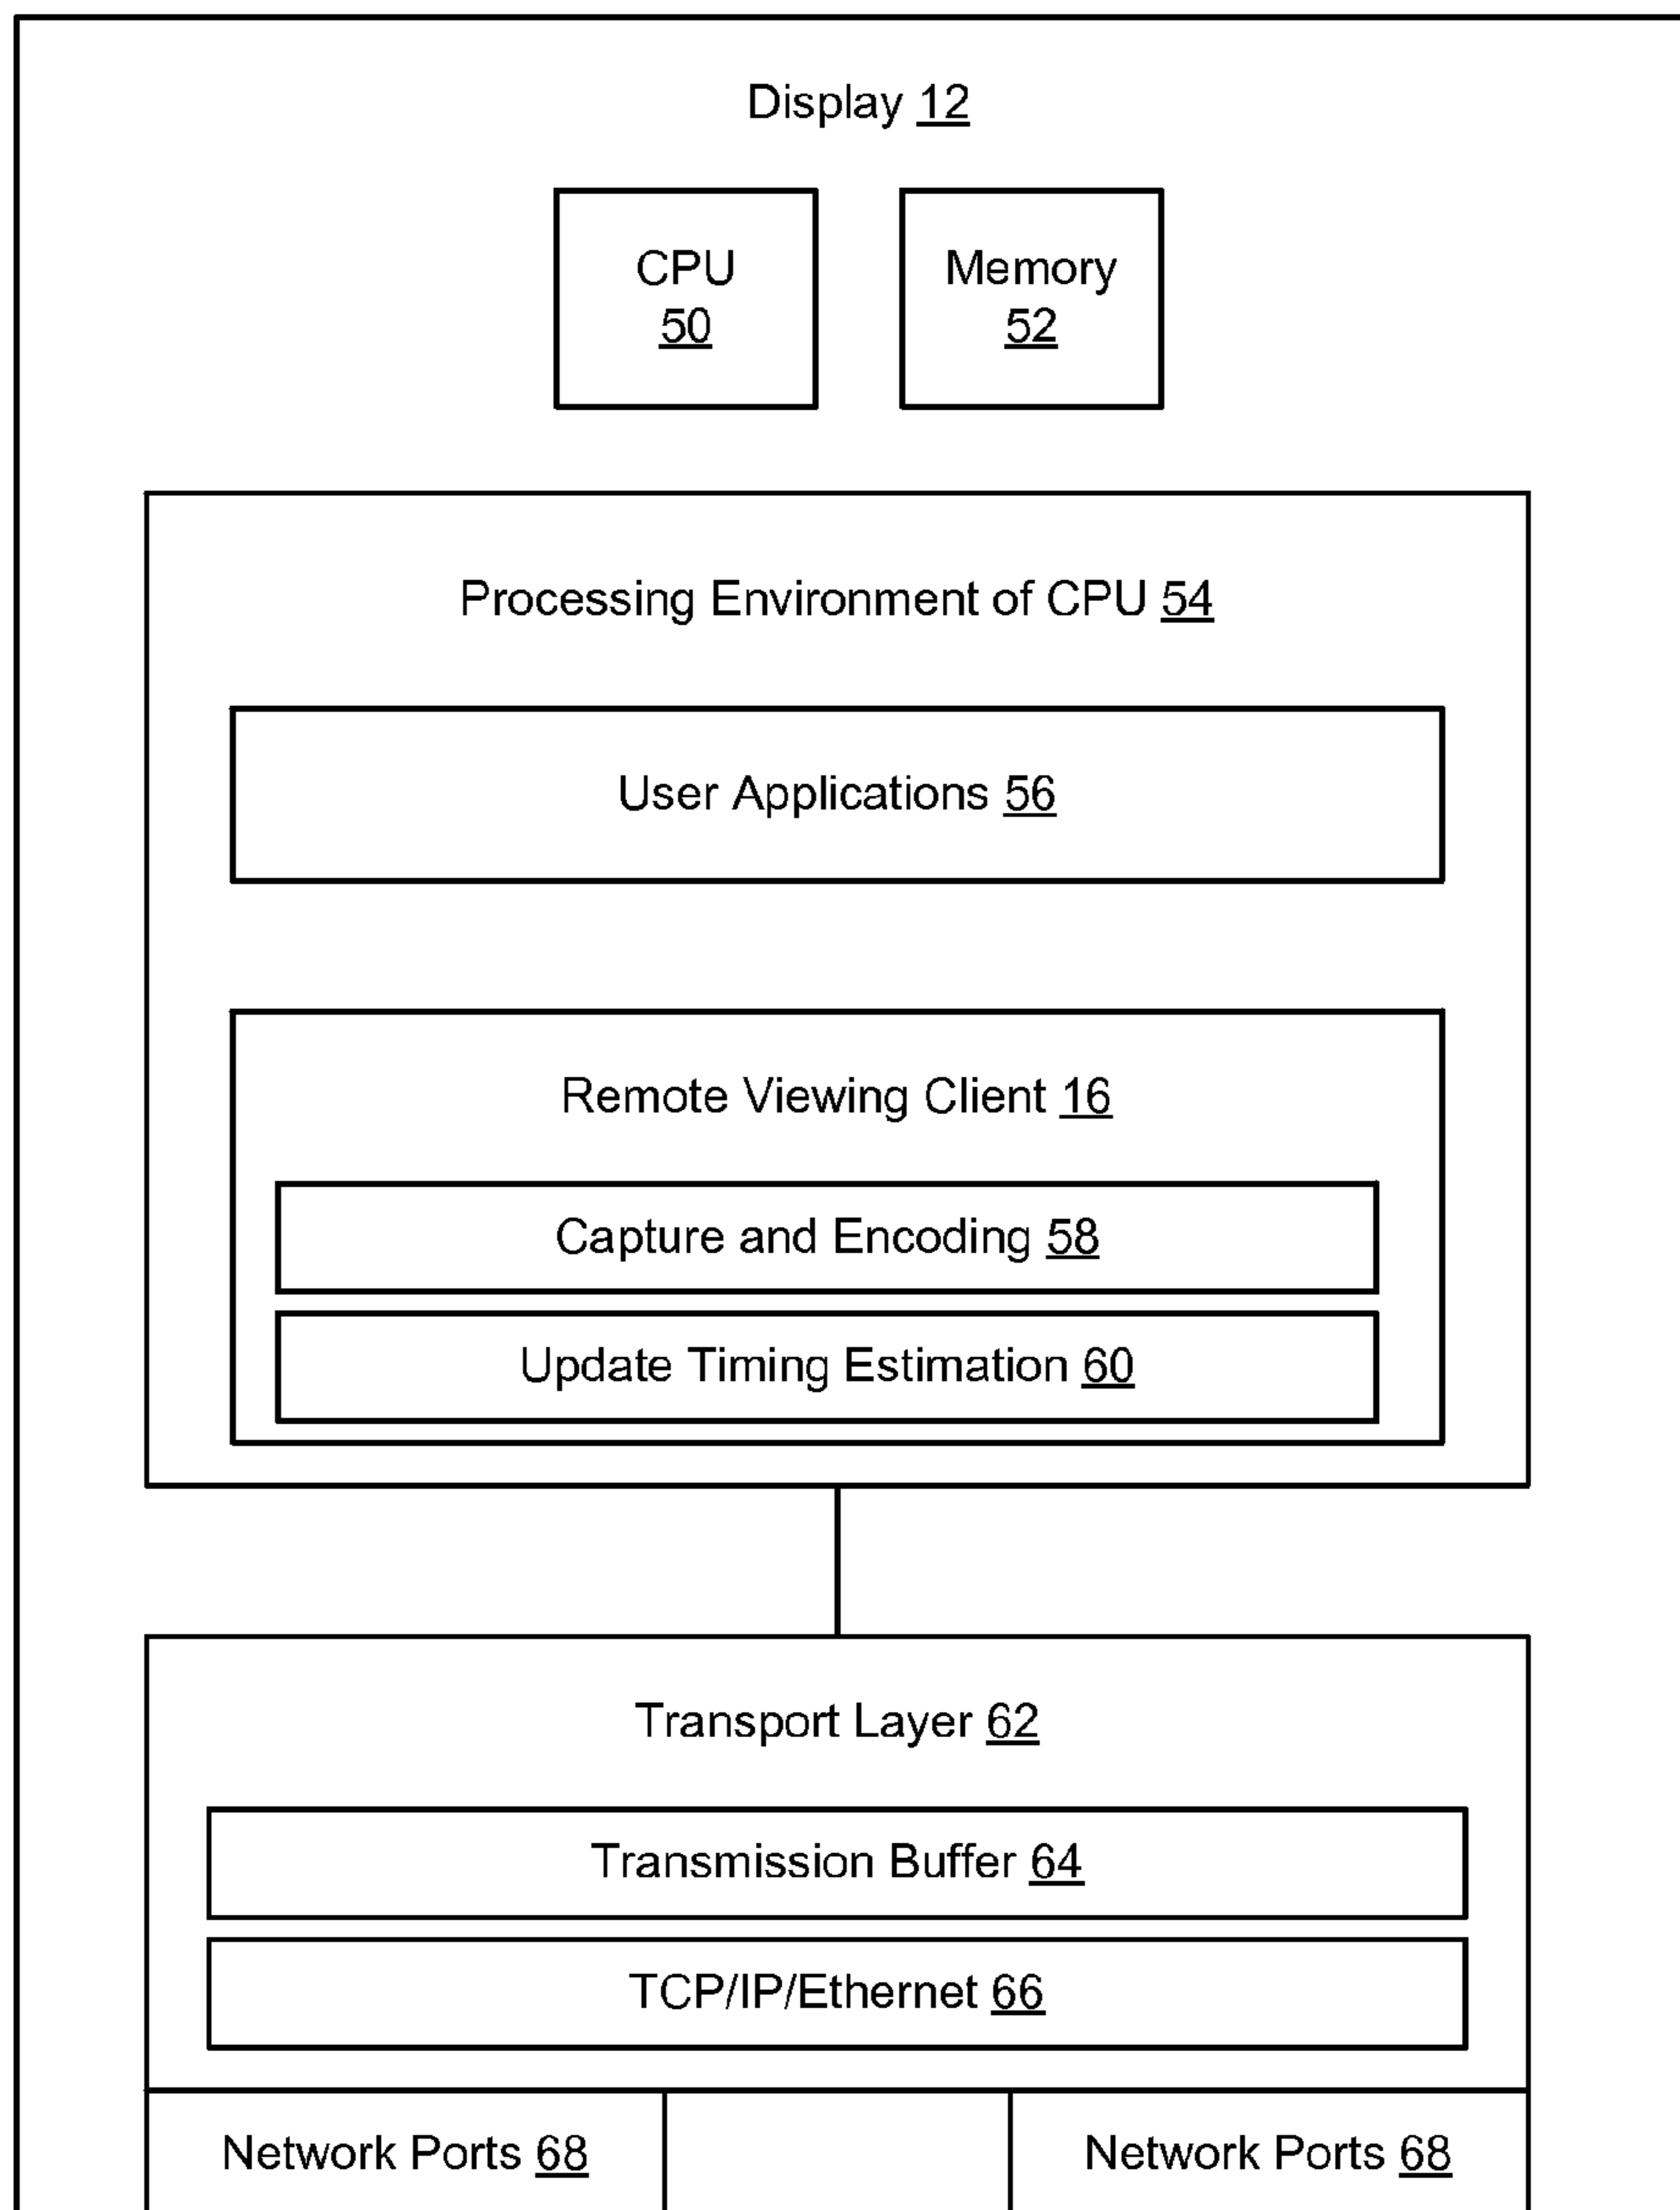 Display 12
CPU
50
Memory
52
Processing Environment of CPU 54
User Applications 56
Remote Viewing Client 16
Capture and Encoding 58
Update Timing Estimation 60
Transport Layer 62
Transmission Buffer 64
TCP/IP/Ethernet 66
Network Ports 68
Network Ports 68